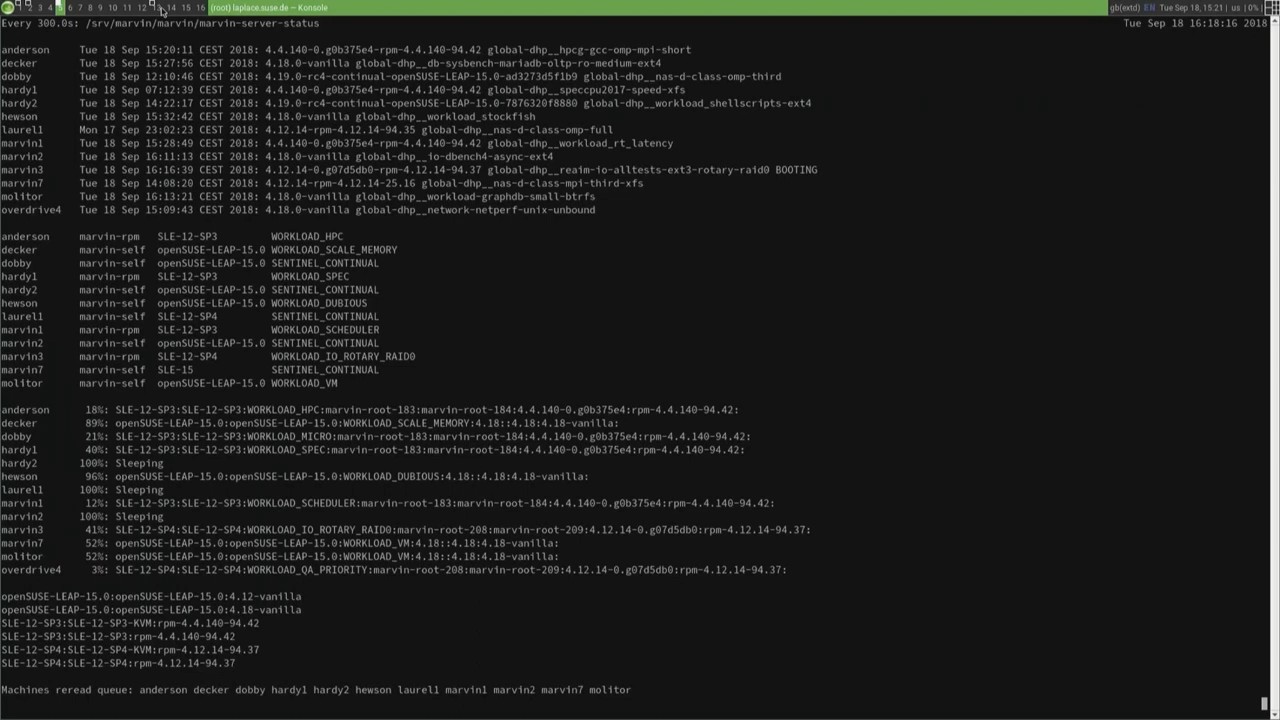 2 3 4 5 6 7 8 9 10 11 12 13 14 15 16 (root) laplace.suse.de — Konsole gb(extd) EN Tue Sep 18, 15:21 | us | 0% |
Every 300.0s: /srv/marvin/marvin/marvin-server-status Tue Sep 18 16:18:16 2018
anderson Tue 18 Sep 15:20:11 CEST 2018: 4.4.140-0.g0b375e4-rpm-4.4.140-94.42 global-dhp__hpcg-gcc-omp-mpi-short
decker Tue 18 Sep 15:27:56 CEST 2018: 4.18.0-vanilla global-dhp__db-sysbench-mariadb-oltp-ro-medium-ext4
dobby Tue 18 Sep 12:10:46 CEST 2018: 4.19.0-rc4-continual-openSUSE-LEAP-15.0-ad3273d5f1b9 global-dhp__nas-d-class-omp-third
hardy1 Tue 18 Sep 07:12:39 CEST 2018: 4.4.140-0.g0b375e4-rpm-4.4.140-94.42 global-dhp__speccpu2017-speed-xfs
hardy2 Tue 18 Sep 14:22:17 CEST 2018: 4.19.0-rc4-continual-openSUSE-LEAP-15.0-7876320f8880 global-dhp__workload_shellscripts-ext4
hewson Tue 18 Sep 15:32:42 CEST 2018: 4.18.0-vanilla global-dhp__workload_stockfish
laurel1 Mon 17 Sep 23:02:23 CEST 2018: 4.12.14-rpm-4.12.14-94.35 global-dhp__nas-d-class-omp-full
marvin1 Tue 18 Sep 15:28:49 CEST 2018: 4.4.140-0.g0b375e4-rpm-4.4.140-94.42 global-dhp__workload_rt_latency
marvin2 Tue 18 Sep 16:11:13 CEST 2018: 4.18.0-vanilla global-dhp__io-dbench4-async-ext4
marvin3 Tue 18 Sep 16:16:39 CEST 2018: 4.12.14-0.g07d5db0-rpm-4.12.14-94.37 global-dhp__reaim-io-alltests-ext3-rotary-raid0 BOOTING
marvin7 Tue 18 Sep 14:08:20 CEST 2018: 4.12.14-rpm-4.12.14-25.16 global-dhp__nas-d-class-mpi-third-xfs
molitor Tue 18 Sep 16:13:21 CEST 2018: 4.18.0-vanilla global-dhp__workload-graphdb-small-btrfs
overdrive4 Tue 18 Sep 15:09:43 CEST 2018: 4.18.0-vanilla global-dhp__network-netperf-unix-unbound
anderson marvin-rpm SLE-12-SP3 WORKLOAD_HPC
decker marvin-self openSUSE-LEAP-15.0 WORKLOAD_SCALE_MEMORY
dobby marvin-self openSUSE-LEAP-15.0 SENTINEL_CONTINUAL
hardy1 marvin-rpm SLE-12-SP3 WORKLOAD_SPEC
hardy2 marvin-self openSUSE-LEAP-15.0 SENTINEL_CONTINUAL
hewson marvin-self openSUSE-LEAP-15.0 WORKLOAD_DUBIOUS
laurel1 marvin-self SLE-12-SP4 SENTINEL_CONTINUAL
marvin1 marvin-rpm SLE-12-SP3 WORKLOAD_SCHEDULER
marvin2 marvin-self openSUSE-LEAP-15.0 SENTINEL_CONTINUAL
marvin3 marvin-rpm SLE-12-SP4 WORKLOAD_IO_ROTARY_RAID0
marvin7 marvin-self SLE-15 SENTINEL_CONTINUAL
molitor marvin-self openSUSE-LEAP-15.0 WORKLOAD_VM
anderson 18%: SLE-12-SP3:SLE-12-SP3:WORKLOAD_HPC:marvin-root-183:marvin-root-184:4.4.140-0.g0b375e4:rpm-4.4.140-94.42:
decker 89%: openSUSE-LEAP-15.0:openSUSE-LEAP-15.0:WORKLOAD_SCALE_MEMORY:4.18::4.18:4.18-vanilla:
dobby 21%: SLE-12-SP3:SLE-12-SP3:WORKLOAD_MICRO:marvin-root-183:marvin-root-184:4.4.140-0.g0b375e4:rpm-4.4.140-94.42:
hardy1 40%: SLE-12-SP3:SLE-12-SP3:WORKLOAD_SPEC:marvin-root-183:marvin-root-184:4.4.140-0.g0b375e4:rpm-4.4.140-94.42:
hardy2 100%: Sleeping
hewson 96%: openSUSE-LEAP-15.0:openSUSE-LEAP-15.0:WORKLOAD_DUBIOUS:4.18::4.18:4.18-vanilla:
laurel1 100%: Sleeping
marvin1 12%: SLE-12-SP3:SLE-12-SP3:WORKLOAD_SCHEDULER:marvin-root-183:marvin-root-184:4.4.140-0.g0b375e4:rpm-4.4.140-94.42:
marvin2 100%: Sleeping
marvin3 41%: SLE-12-SP4:SLE-12-SP4:WORKLOAD_IO_ROTARY_RAID0:marvin-root-208:marvin-root-209:4.12.14-0.g07d5db0:rpm-4.12.14-94.37:
marvin7 52%: openSUSE-LEAP-15.0:openSUSE-LEAP-15.0:WORKLOAD_VM:4.18::4.18:4.18-vanilla:
molitor 52%: openSUSE-LEAP-15.0:openSUSE-LEAP-15.0:WORKLOAD_VM:4.18::4.18:4.18-vanilla:
overdrive4 3%: SLE-12-SP4:SLE-12-SP4:WORKLOAD_QA_PRIORITY:marvin-root-208:marvin-root-209:4.12.14-0.g07d5db0:rpm-4.12.14-94.37:
openSUSE-LEAP-15.0:openSUSE-LEAP-15.0:4.12-vanilla
openSUSE-LEAP-15.0:openSUSE-LEAP-15.0:4.18-vanilla
SLE-12-SP3:SLE-12-SP3-KVM:rpm-4.4.140-94.42
SLE-12-SP3:SLE-12-SP3:rpm-4.4.140-94.42
SLE-12-SP4:SLE-12-SP4-KVM:rpm-4.12.14-94.37
SLE-12-SP4:SLE-12-SP4:rpm-4.12.14-94.37
Machines reread queue: anderson decker dobby hardy1 hardy2 hewson laurel1 marvin1 marvin2 marvin7 molitor